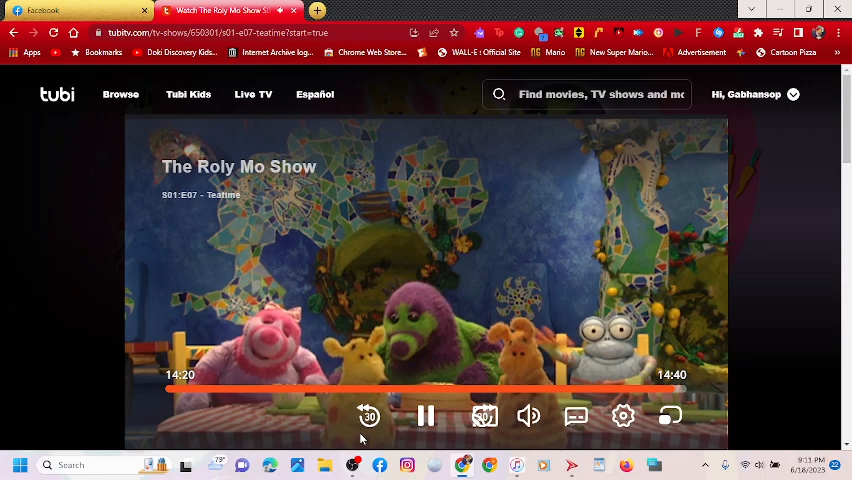 Facebook
Watch The Roly Mo Show S
tubitv.com/tv-shows/650301/s01-e07-teatime?start=true
Apps
Bookmarks
Doki Discovery Kids...
Internet Archive log...
Chrome Web Store...
WALL-E ! Official Site
Mario
New Super Mario...
Advertisement
Cartoon Pizza
tubi
Browse
Tubi Kids
Live TV
Español
Find movies, TV shows and mo
Hi, Gabhansop
The Roly Mo Show
S01:E07 - Teatime
14:20
14:40
30
30
Search
79°
9:11 PM
6/18/2023
22